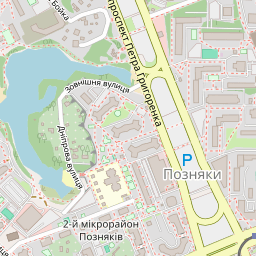 Бойка
проспект Петра Григоренка
Зовнішня вулиця
Дніпрова вулиця
P
Позняки
2-й мікрорайон
Позняків